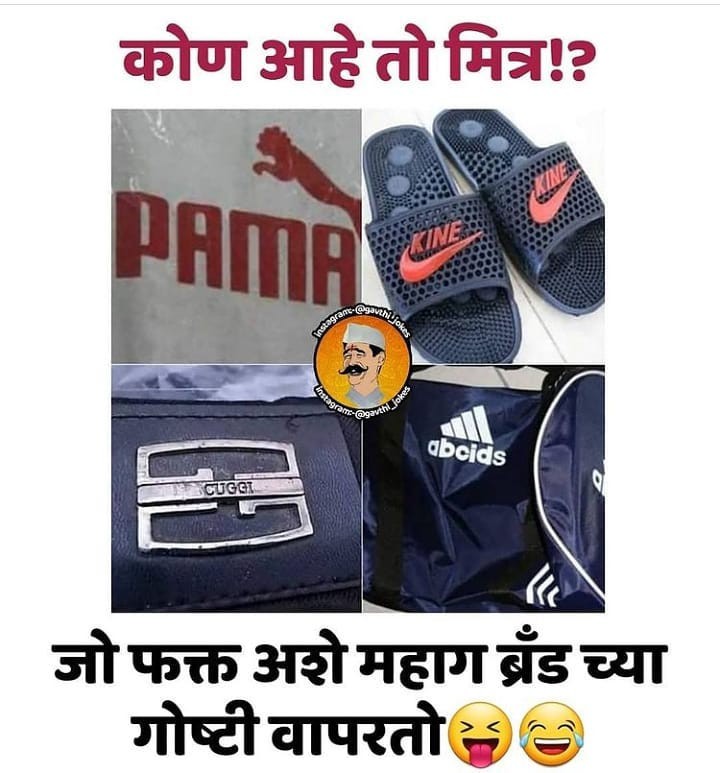 कोण आहे तो मित्र!?
PAMA
KINE
KINE
instagram:-@gavthi_jokes
instagram:-@gavthi_jokes
CUGGI
abcids
a
जो फक्त अशे महाग ब्रँड च्या
गोष्टी वापरतो😝😂